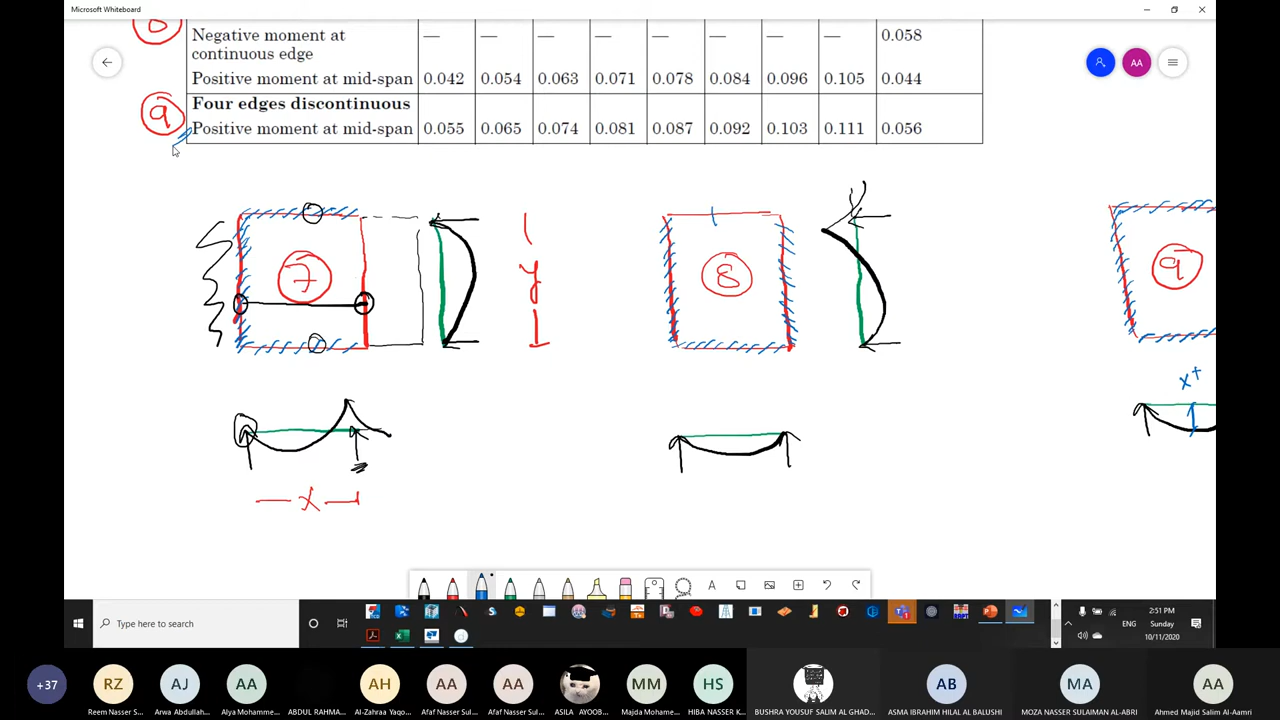 Microsoft Whiteboard
Negative moment at — — — — — — — — 0.058
continuous edge
Positive moment at mid-span 0.042 0.054 0.063 0.071 0.078 0.084 0.096 0.105 0.044
9 Four edges discontinuous
Positive moment at mid-span 0.055 0.065 0.074 0.081 0.087 0.092 0.103 0.111 0.056
AA
7
y
8
9
x+
x
A
Type here to search
ENG
2:51 PM
Sunday
10/11/2020
+37
RZ
AJ
AA
AH
AA
AA
MM
HS
AB
MA
AA
Reem Nasser S...
Arwa Abdullah...
Alya Mohamme...
ABDUL RAHMA...
Al-Zahraa Yaqo...
Afaf Nasser Sul...
Afaf Nasser Sul...
ASILA AYOOB...
Majda Mohame...
HIBA NASSER K...
BUSHRA YOUSUF SALIM AL GHAD...
ASMA IBRAHIM HILAL AL BALUSHI
MOZA NASSER SULAIMAN AL-ABRI
Ahmed Majid Salim Al-Aamri